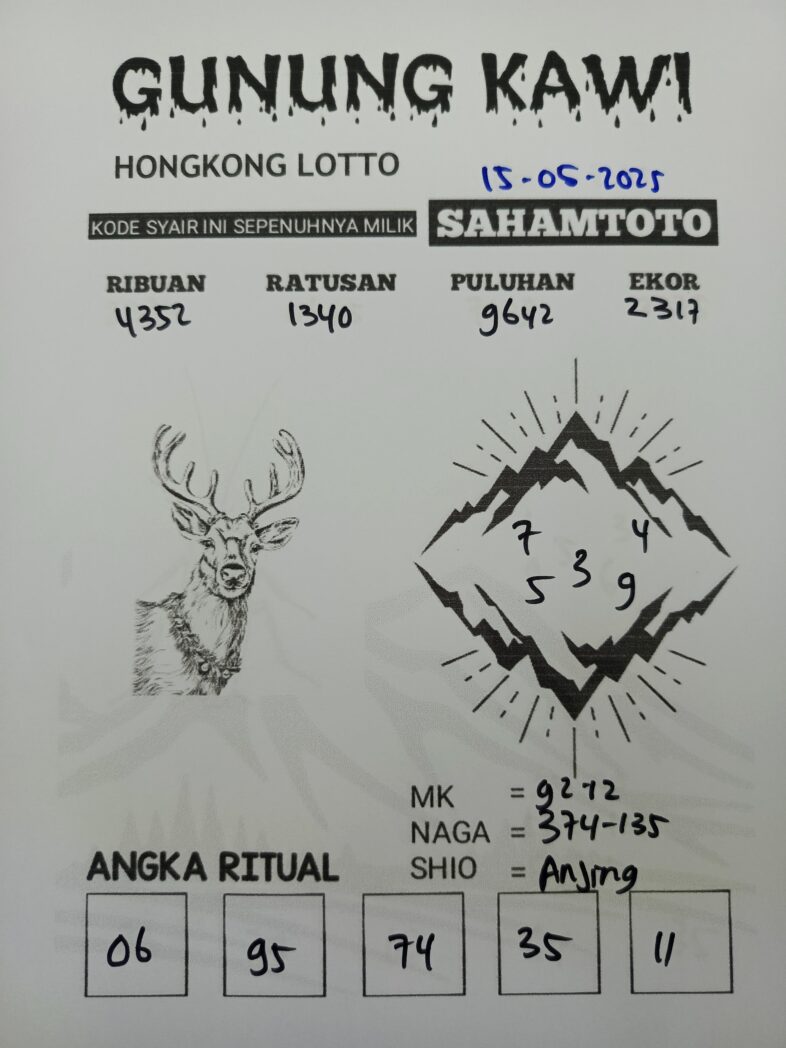 GUNUNG KAWI
HONGKONG LOTTO
15-05-2025
KODE SYAIR INI SEPENUHNYA MILIK SAHAMTOTO
RIBUAN RATUSAN PULUHAN EKOR
4352 1340 9642 2317
7 4
3
5 9
MK =
NAGA = 374-135
SHIO = Anjing
ANGKA RITUAL
06 95 74 35 11